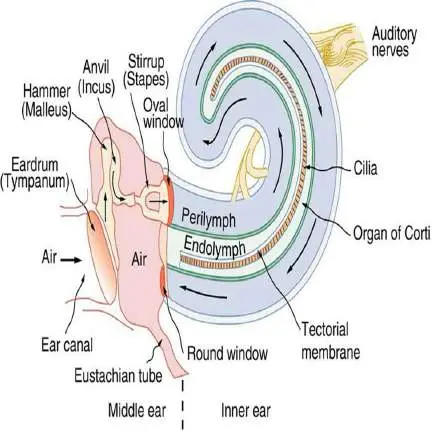 Auditory
nerves
Stirrup
(Stapes)
Anvil
(Incus)
Hammer
(Malleus)
Oval
window
Eardrum
(Tympanum)
Cilia
Perilymph
Organ of Corti
Endolymph
Air
Air
Tectorial
membrane
Ear canal
Round window
Eustachian tube
Middle ear
Inner ear